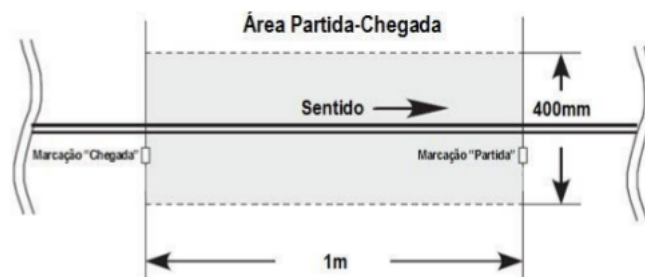 Área Partida-Chegada
Sentido
400mm
Marcação "Chegada"
Marcação "Partida"
1m